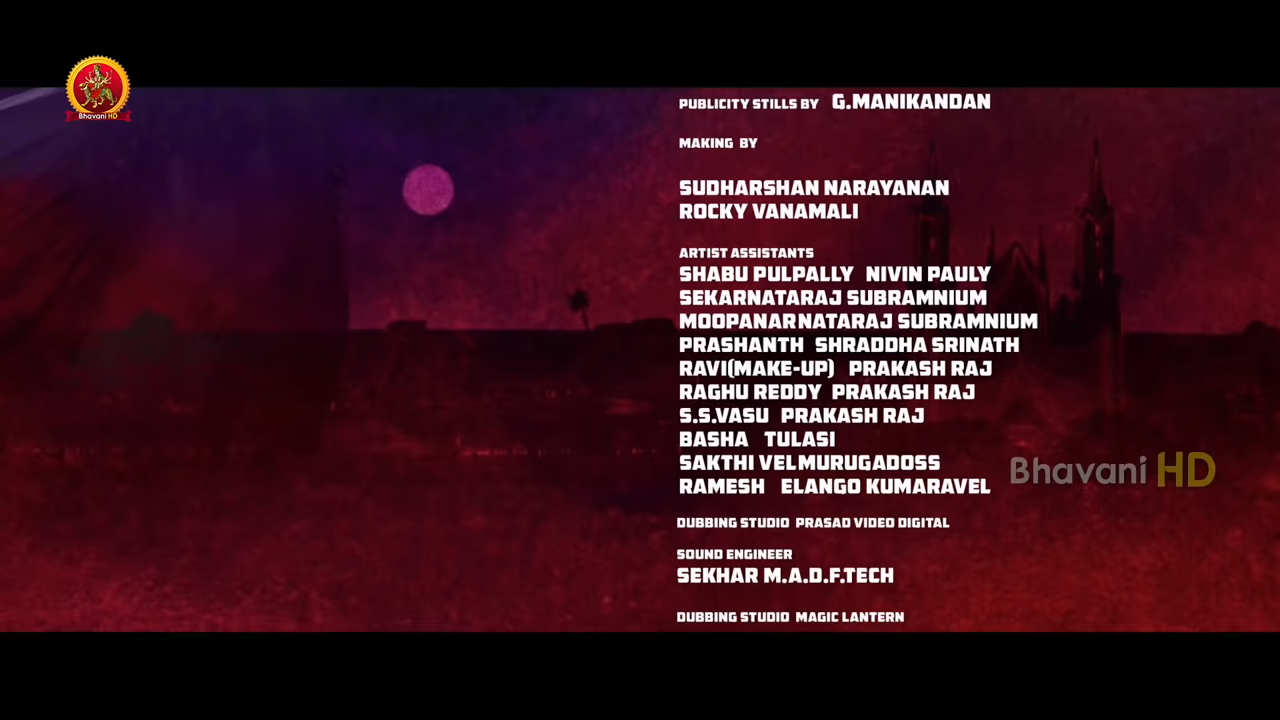 Bhavani HD
PUBLICITY STILLS BY G.MANIKANDAN
MAKING BY
SUDHARSHAN NARAYANAN
ROCKY VANAMALI
ARTIST ASSISTANTS
SHABU PULPALLY NIVIN PAULY
SEKARNATARAJ SUBRAMNIUM
MOOPANARNATARAJ SUBRAMNIUM
PRASHANTH SHRADDHA SRINATH
RAVI(MAKE-UP) PRAKASH RAJ
RAGHU REDDY PRAKASH RAJ
S.S.VASU PRAKASH RAJ
BASHA TULASI
SAKTHI VELMURUGADOSS
RAMESH ELANGO KUMARAVEL
Bhavani HD
DUBBING STUDIO PRASAD VIDEO DIGITAL
SOUND ENGINEER
SEKHAR M.A.D.F.TECH
DUBBING STUDIO MAGIC LANTERN